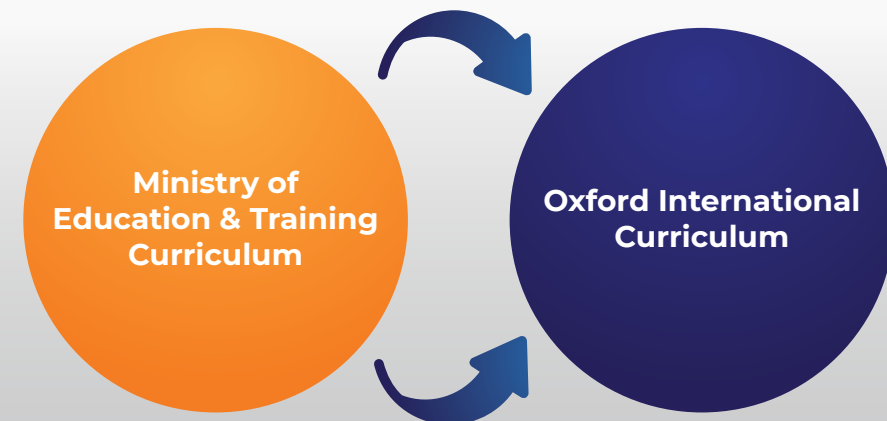 Ministry of
Education & Training
Curriculum
Oxford International
Curriculum